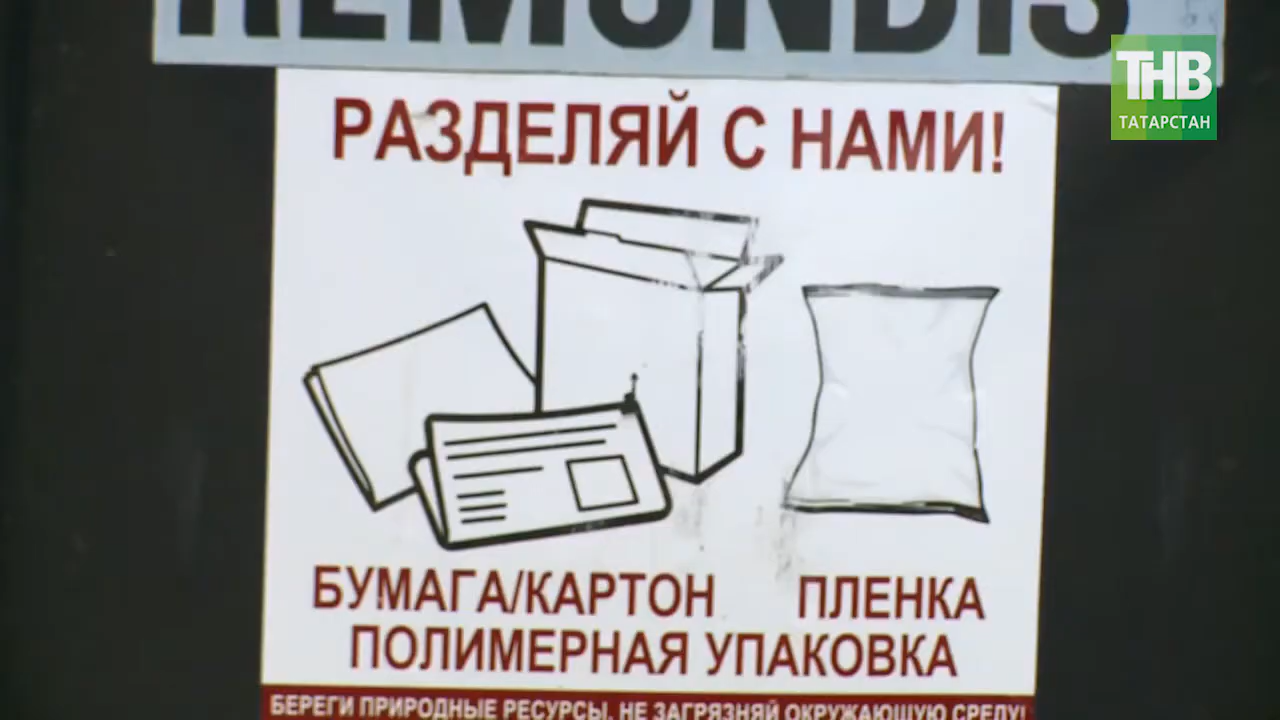 REMONDIS
ТНВ
ТАТАРСТАН
РАЗДЕЛЯЙ С НАМИ!
БУМАГА/КАРТОН ПЛЕНКА
ПОЛИМЕРНАЯ УПАКОВКА
БЕРЕГИ ПРИРОДНЫЕ РЕСУРСЫ, НЕ ЗАГРЯЗНЯЙ ОКРУЖАЮЩУЮ СРЕДУ!